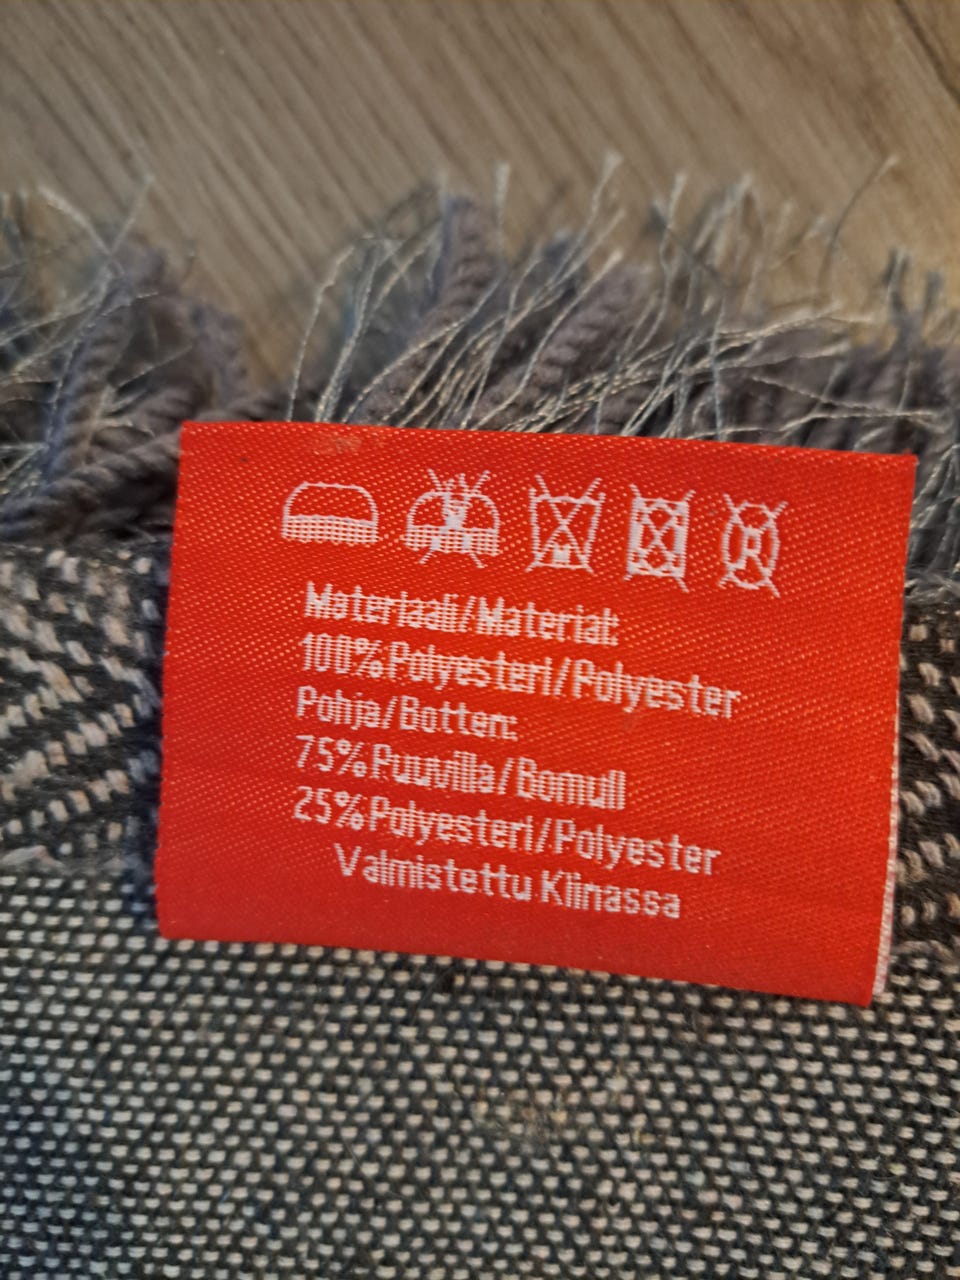 Materiaali/Material:
100% Polyesteri/Polyester
Pohja/Botten:
75% Puuvilla/Bomull
25% Polyesteri/Polyester
Valmistettu Kiinassa